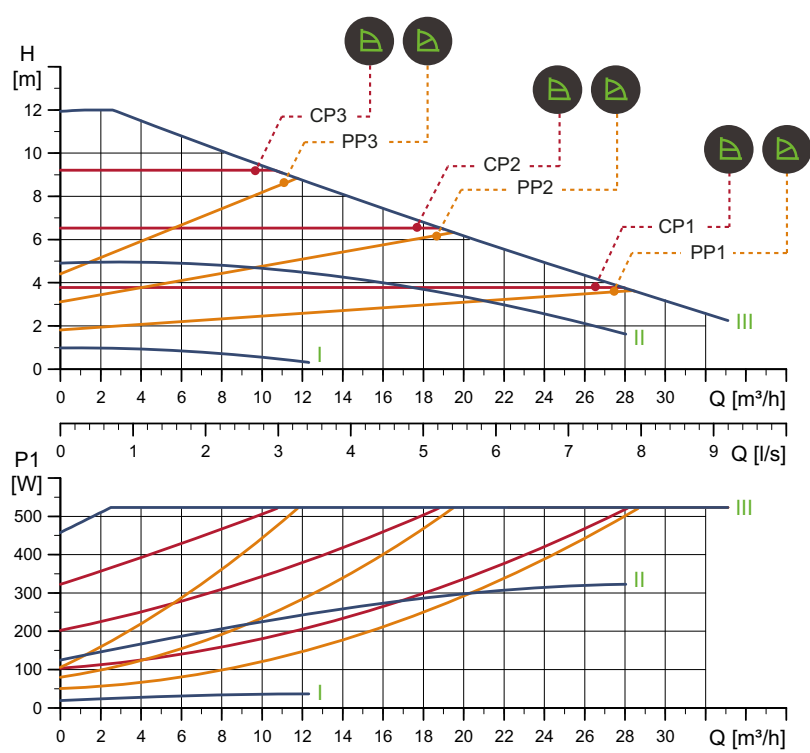 H
[m]
12
10
8
6
4
2
0
CP3
PP3
CP2
PP2
CP1
PP1
I
II
III
0 2 4 6 8 10 12 14 16 18 20 22 24 26 28 30 Q [m³/h]
0 1 2 3 4 5 6 7 8 9 Q [l/s]
P1
[W]
500
400
300
200
100
0
III
II
I
0 2 4 6 8 10 12 14 16 18 20 22 24 26 28 30 Q [m³/h]